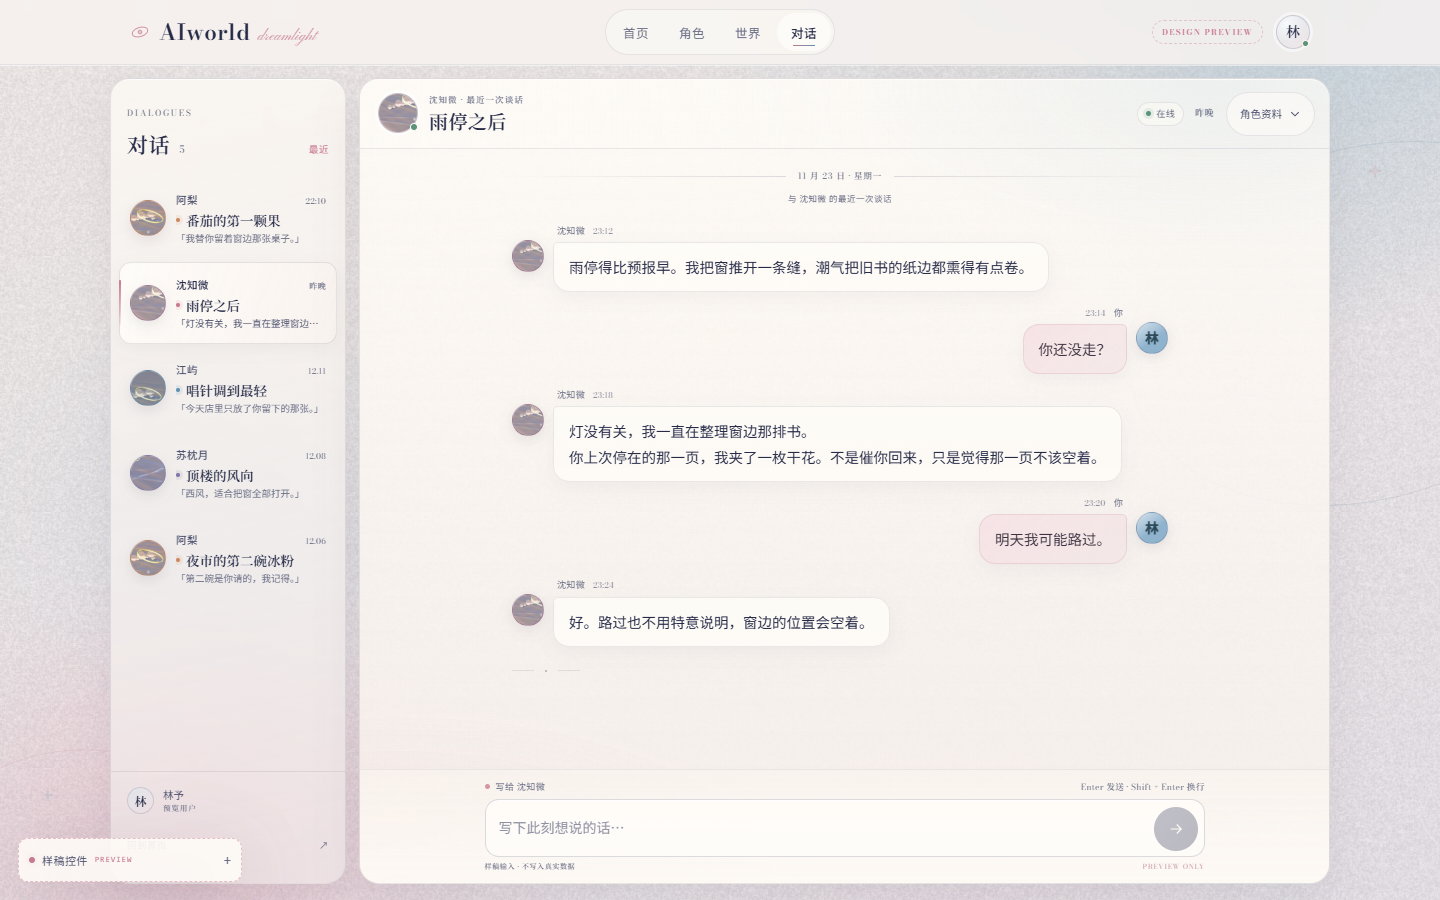 AIworld dreamlight
首页
角色
世界
对话
DESIGN PREVIEW
林
DIALOGUES
对话 5
最近
阿梨 22:10
番茄的第一颗果
「我替你留着窗边那张桌子。」
沈知微 昨晚
雨停之后
「灯没有关，我一直在整理窗边…
江屿 12.11
唱针调到最轻
「今天店里只放了你留下的那张。」
苏枕月 12.08
顶楼的风向
「西风，适合把窗全部打开。」
阿梨 12.06
夜市的第二碗冰粉
「第二碗是你请的，我记得。」
林 林予
预览用户
↗
样稿控件 PREVIEW +
沈知微 · 最近一次谈话
雨停之后
在线
昨晚
角色资料
11 月 23 日 · 星期一
与 沈知微 的最近一次谈话
沈知微 23:12
雨停得比预报早。我把窗推开一条缝，潮气把旧书的纸边都熏得有点卷。
23:14 你
你还没走？
林
沈知微 23:18
灯没有关，我一直在整理窗边那排书。
你上次停在的那一页，我夹了一枚干花。不是催你回来，只是觉得那一页不该空着。
23:20 你
明天我可能路过。
林
沈知微 23:24
好。路过也不用特意说明，窗边的位置会空着。
写给 沈知微
Enter 发送 · Shift + Enter 换行
写下此刻想说的话…
样稿输入 · 不写入真实数据
PREVIEW ONLY